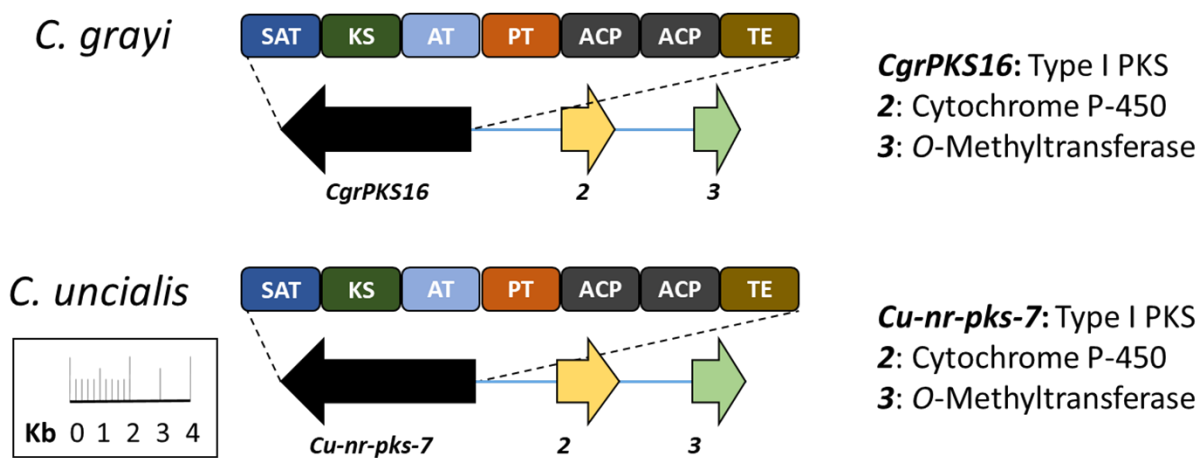 C. grayi
SAT KS AT PT ACP ACP TE
CgrPKS16: Type I PKS
2: Cytochrome P-450
3: O-Methyltransferase
CgrPKS16 2 3
C. uncialis
SAT KS AT PT ACP ACP TE
Cu-nr-pks-7: Type I PKS
2: Cytochrome P-450
3: O-Methyltransferase
Kb 0 1 2 3 4
Cu-nr-pks-7 2 3